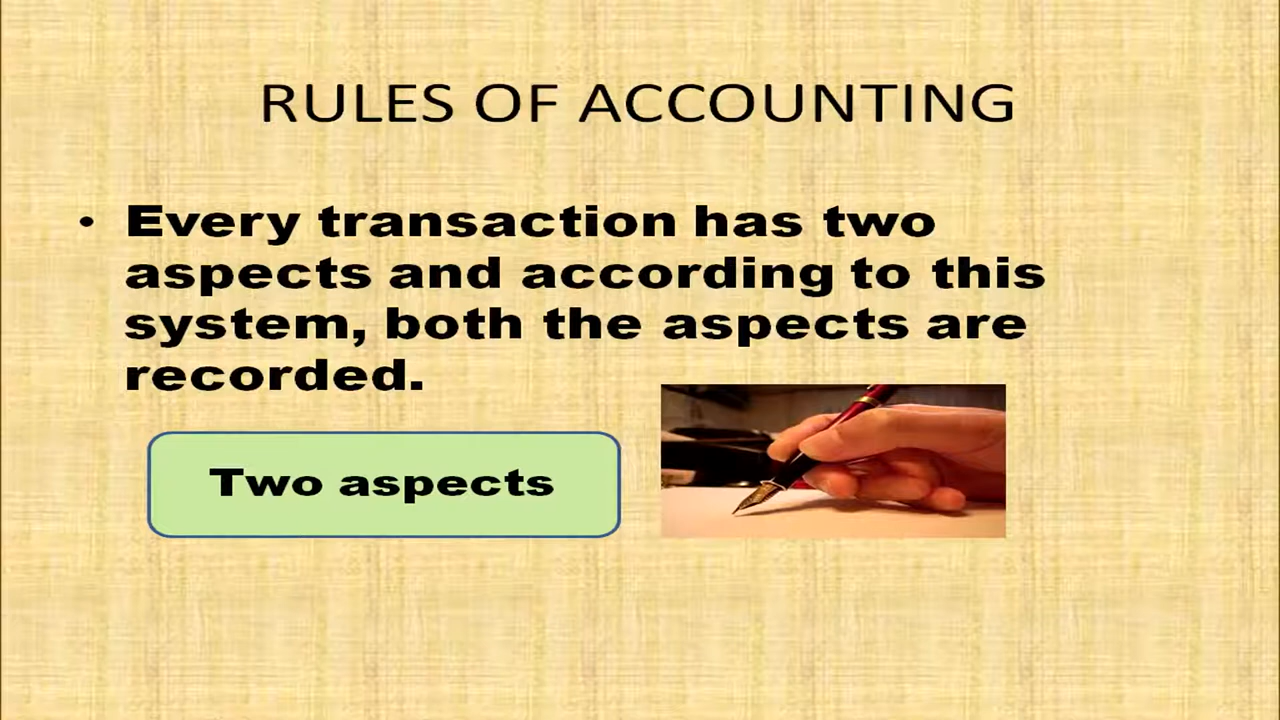 RULES OF ACCOUNTING
• Every transaction has two
aspects and according to this
system, both the aspects are
recorded.
Two aspects